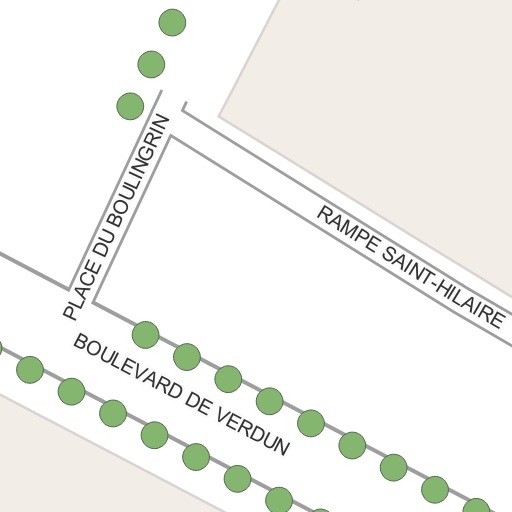 PLACE DU BOULINGRIN
RAMPE SAINT-HILAIRE
BOULEVARD DE VERDUN